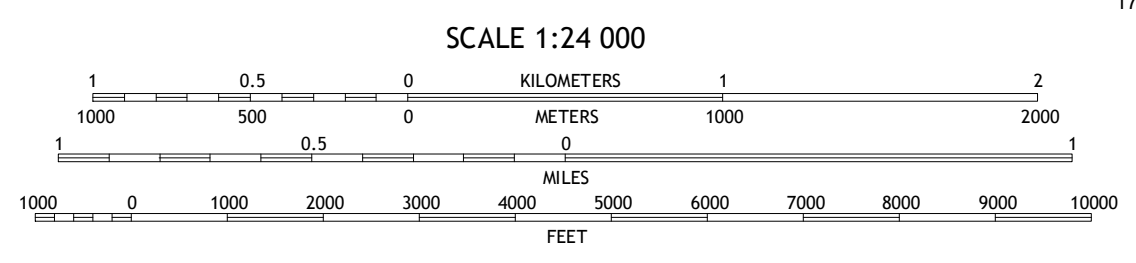 17
SCALE 1:24 000
1 0.5 0 KILOMETERS 1 2
1000 500 0 METERS 1000 2000
1 0.5 0 1
MILES
1000 0 1000 2000 3000 4000 5000 6000 7000 8000 9000 10000
FEET